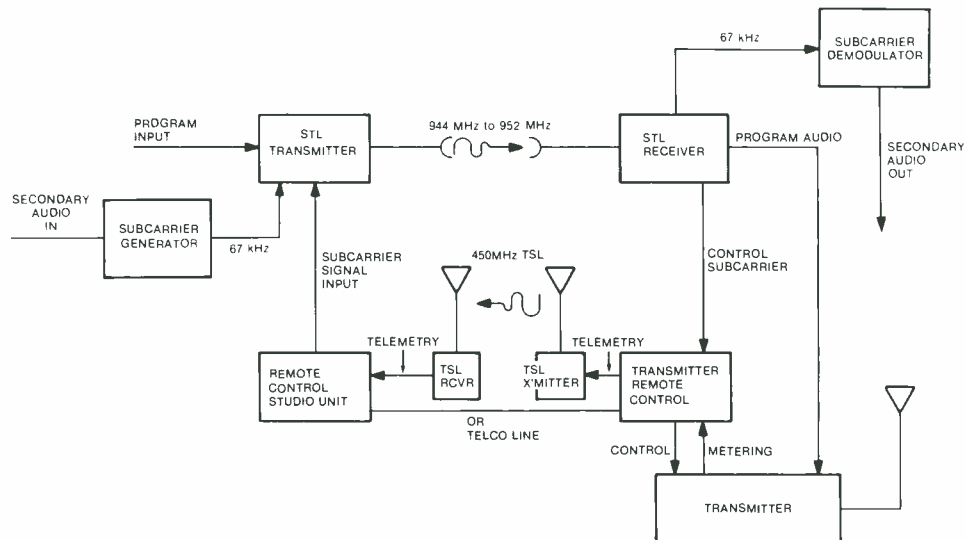 67 kHz
SUBCARRIER
DEMODULATOR
PROGRAM
INPUT
STL
TRANSMITTER
944 MHz to 952 MHz
STL
RECEIVER
PROGRAM AUDIO
SECONDARY
AUDIO
OUT
SECONDARY
AUDIO
IN
SUBCARRIER
GENERATOR
67 kHz
SUBCARRIER
SIGNAL
INPUT
450MHz TSL
CONTROL
SUBCARRIER
TELEMETRY
TELEMETRY
REMOTE
CONTROL
STUDIO UNIT
TSL
RCVR
TSL
X'MITTER
TRANSMITTER
REMOTE
CONTROL
OR
TELCO LINE
CONTROL
METERING
TRANSMITTER